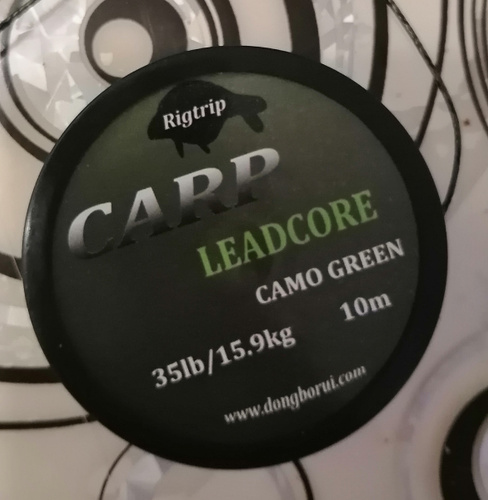 Rigtrip
CARP
LEADCORE
CAMO GREEN
10m
35lb/15.9kg
www.dongborui.com